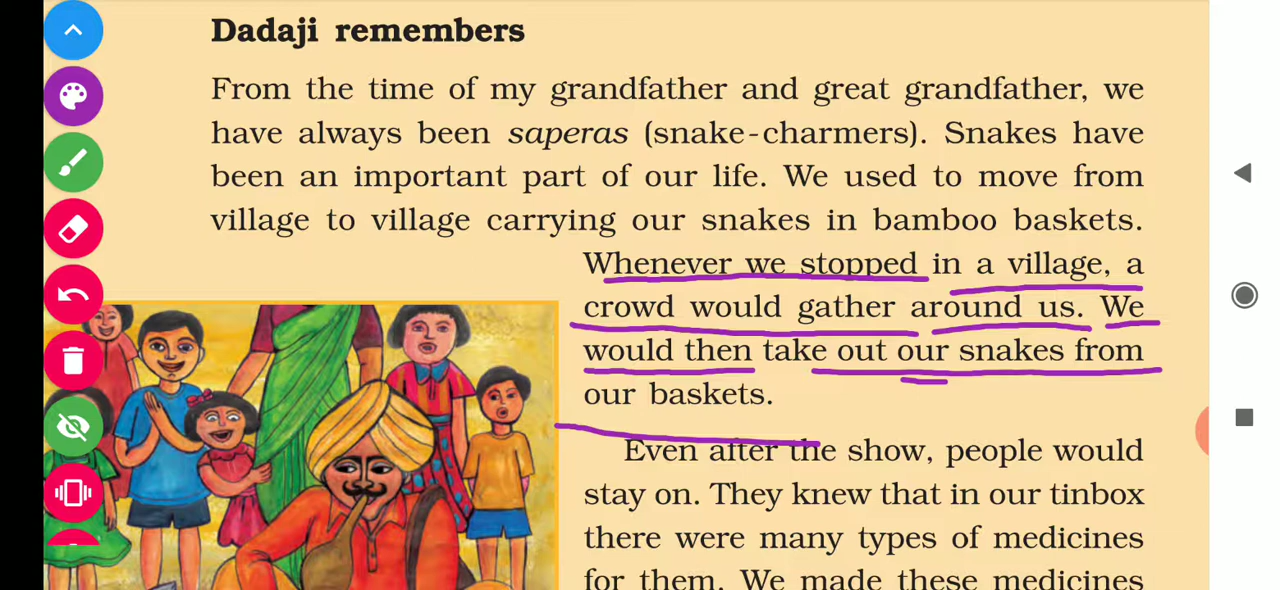 Dadaji remembers
From the time of my grandfather and great grandfather, we
have always been saperas (snake-charmers). Snakes have
been an important part of our life. We used to move from
village to village carrying our snakes in bamboo baskets.
Whenever we stopped in a village, a
crowd would gather around us. We
would then take out our snakes from
our baskets.
Even after the show, people would
stay on. They knew that in our tinbox
there were many types of medicines
for them. We made these medicines